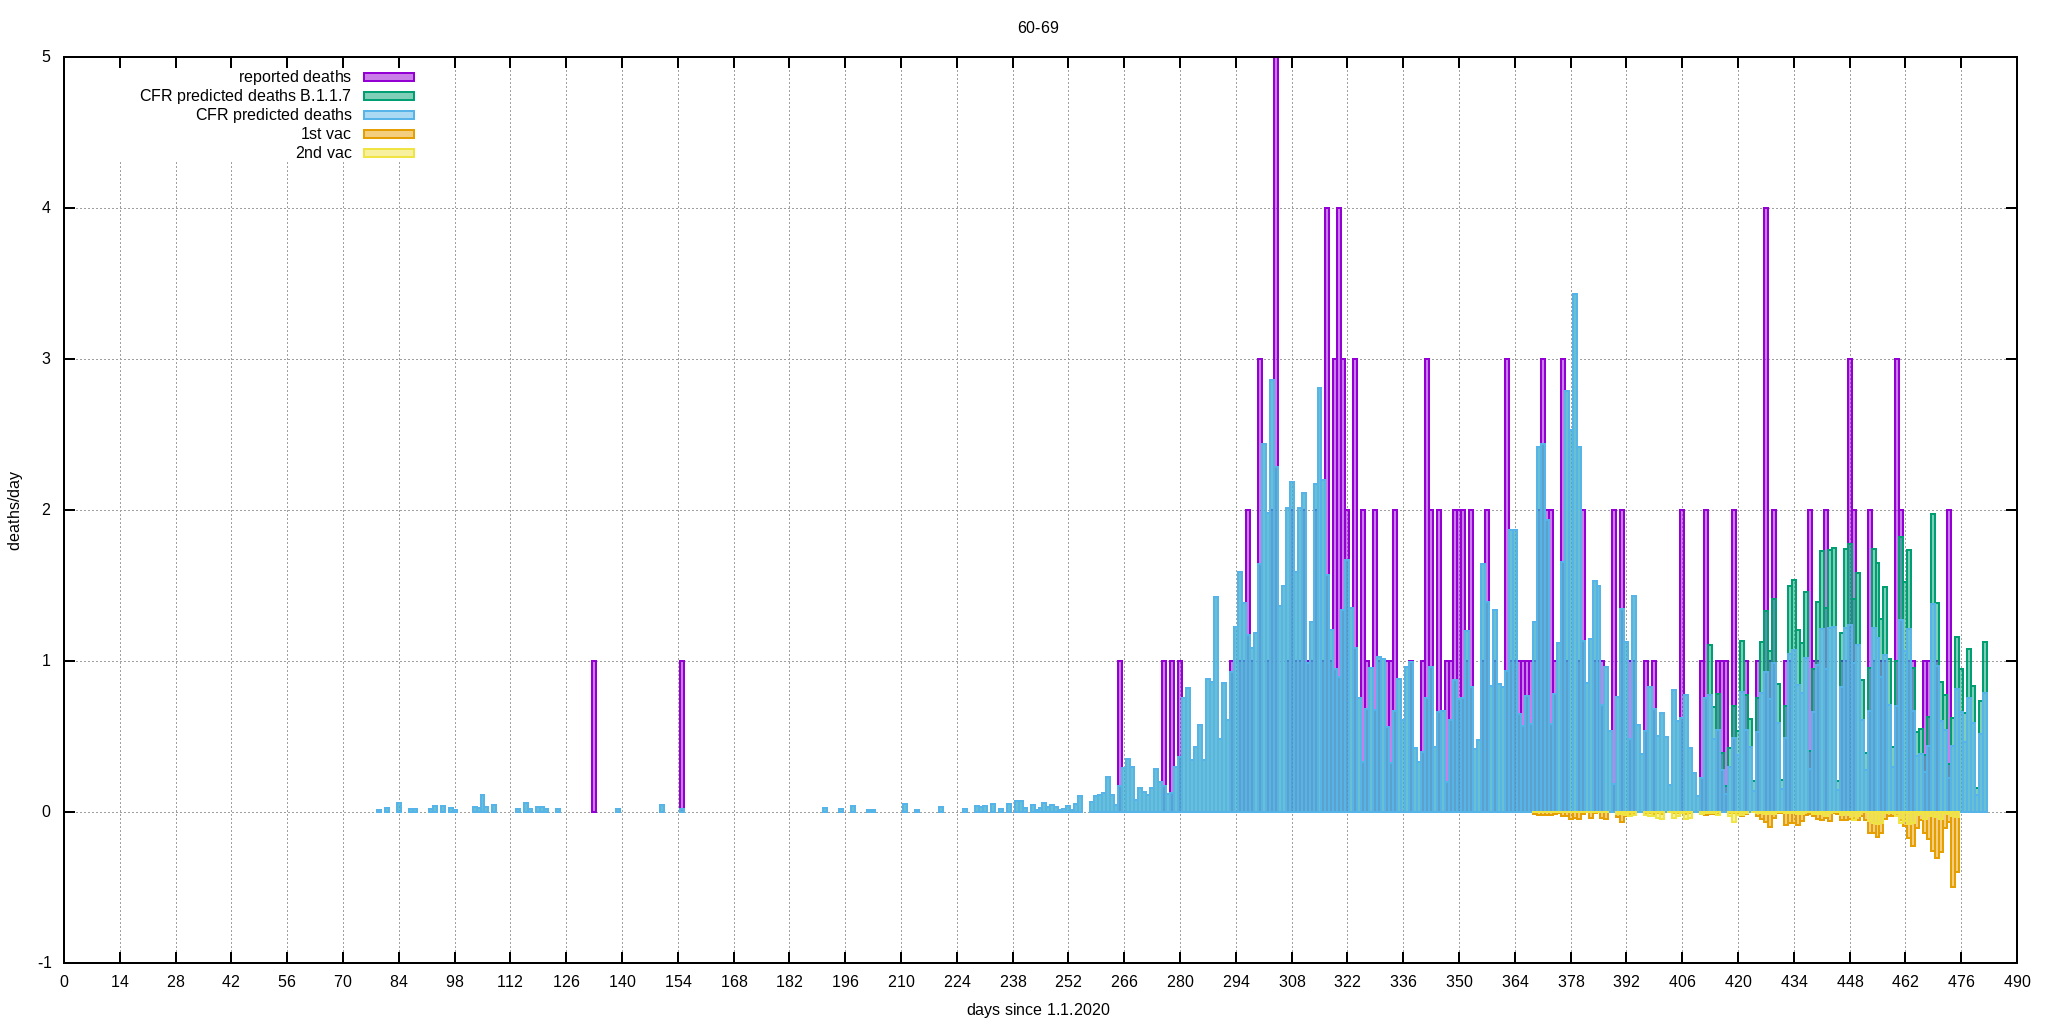 60-69
reported deaths
CFR predicted deaths B.1.1.7
CFR predicted deaths
1st vac
2nd vac
5
4
3
2
1
0
-1
deaths/day
0 14 28 42 56 70 84 98 112 126 140 154 168 182 196 210 224 238 252 266 280 294 308 322 336 350 364 378 392 406 420 434 448 462 476 490
days since 1.1.2020